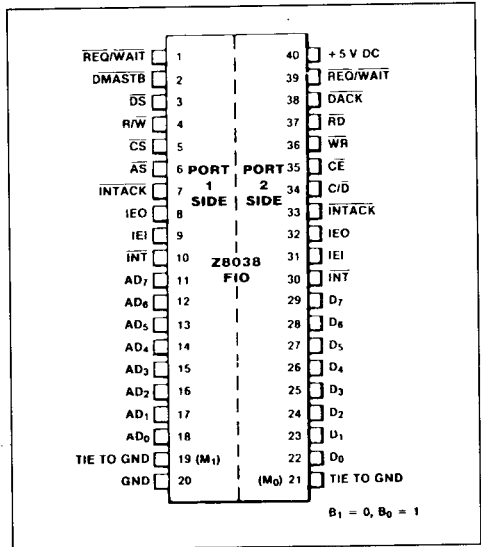 REQ/WAIT 1 40 +5 V DC
DMASTB 2 39 REQ/WAIT
DS 3 38 DACK
R/W 4 37 RD
CS 5 36 WR
AS 6 PORT PORT 35 CE
INTACK 7 1 2 34 C/D
IEO 8 SIDE SIDE 33 INTACK
IEI 9 32 IEO
INT 10 Z8038 31 IEI
AD7 11 FIO 30 INT
AD6 12 29 D7
AD5 13 28 D6
AD4 14 27 D5
AD3 15 26 D4
AD2 16 25 D3
AD1 17 24 D2
AD0 18 23 D1
TIE TO GND 19 (M1) 22 D0
GND 20 (M0) 21 TIE TO GND
B1 = 0, B0 = 1